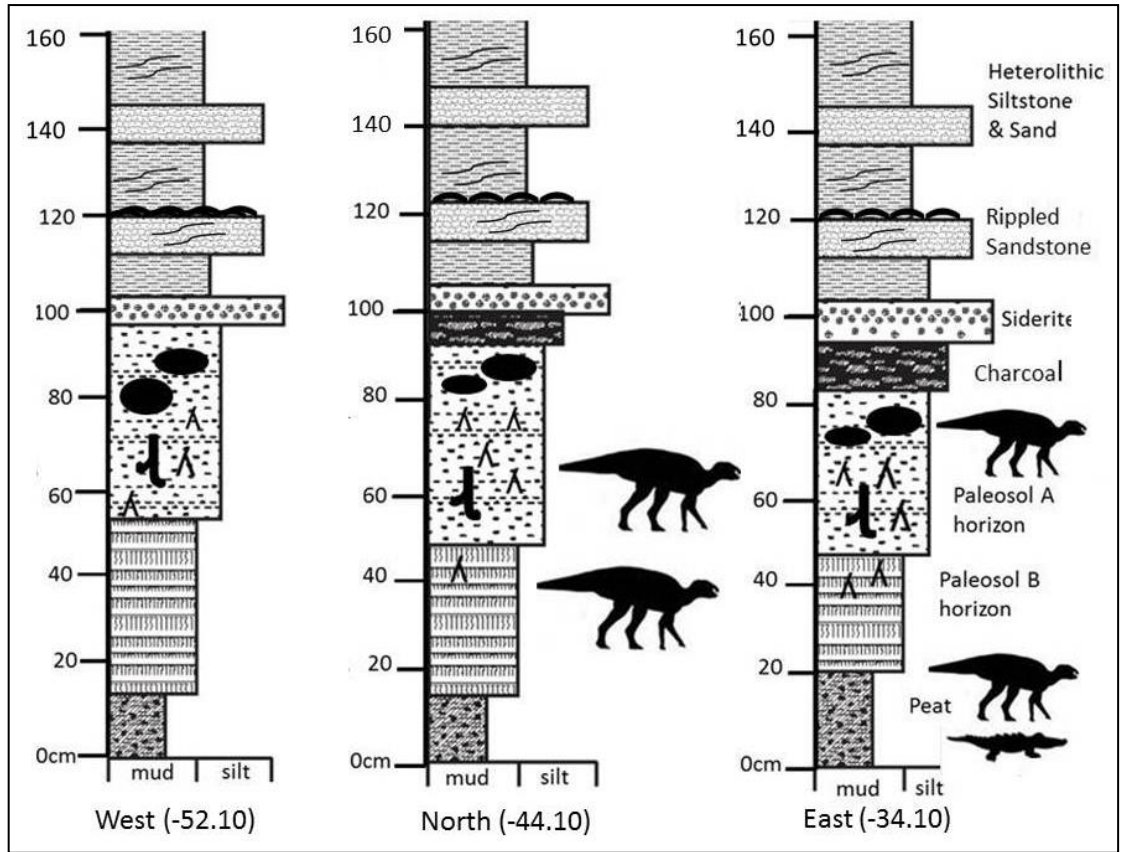 160
140
120
100
80
60
40
20
0cm
mud silt
West (-52.10)
160
140
120
100
80
60
40
20
0cm
mud silt
North (-44.10)
160
140
120
100
80
60
40
20
0cm
mud silt
East (-34.10)
Heterolithic
Siltstone
& Sand
Rippled
Sandstone
Siderite
Charcoal
Paleosol A
horizon
Paleosol B
horizon
Peat